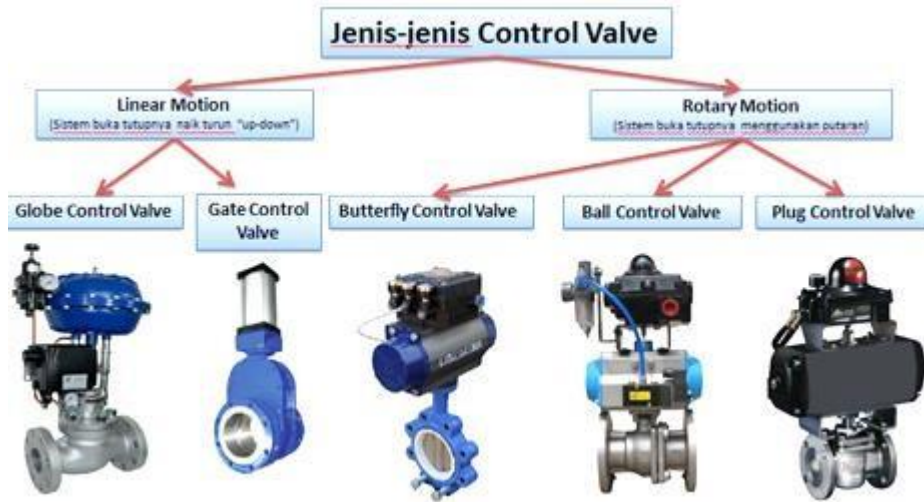 Jenis-jenis Control Valve
Linear Motion
(Sistem buka tutupnya naik turun "up-down")
Rotary Motion
(Sistem buka tutupnya menggunakan putaran)
Globe Control Valve
Gate Control
Valve
Butterfly Control Valve
Ball Control Valve
Plug Control Valve